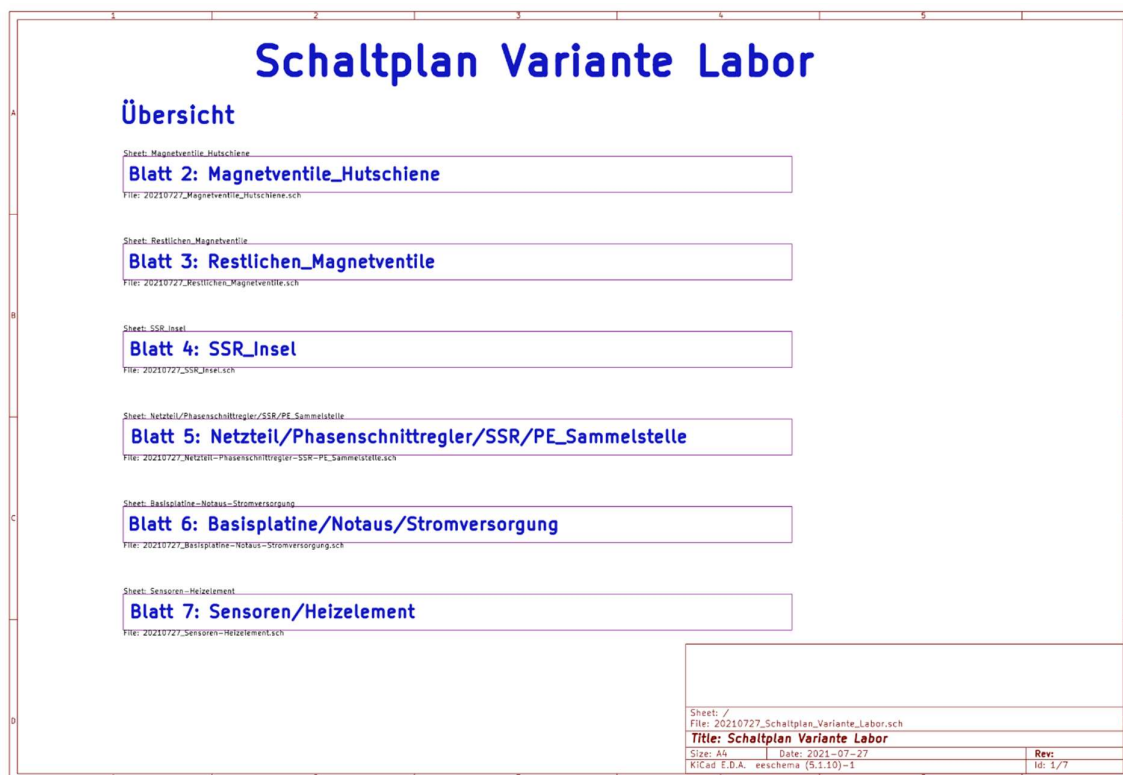 1 2 3 4 5
Schaltplan Variante Labor
A
Übersicht
Sheet: Magnetventile_Hutschiene
Blatt 2: Magnetventile_Hutschiene
File: 20210727_Magnetventile_Hutschiene.sch
Sheet: Restlichen_Magnetventile
Blatt 3: Restlichen_Magnetventile
File: 20210727_Restlichen_Magnetventile.sch
B
Sheet: SSR_Insel
Blatt 4: SSR_Insel
File: 20210727_SSR_Insel.sch
Sheet: Netzteil/Phasenschnittregler/SSR/PE_Sammelstelle
Blatt 5: Netzteil/Phasenschnittregler/SSR/PE_Sammelstelle
File: 20210727_Netzteil-Phasenschnittregler-SSR-PE_Sammelstelle.sch
Sheet: Basisplatine-Notaus-Stromversorgung
C
Blatt 6: Basisplatine/Notaus/Stromversorgung
File: 20210727_Basisplatine-Notaus-Stromversorgung.sch
Sheet: Sensoren-Heizelement
Blatt 7: Sensoren/Heizelement
File: 20210727_Sensoren-Heizelement.sch
D
Sheet: /
File: 20210727_Schaltplan_Variante_Labor.sch
Title: Schaltplan Variante Labor
Size: A4 Date: 2021-07-27 Rev:
KiCad E.D.A. eeschema (5.1.10)-1 Id: 1/7
1 2 3 4 5